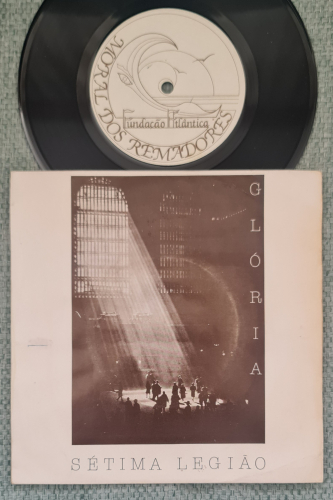 MORAL DOS REMADORES
Fundação Atlântica
GLÓRIA
SÉTIMA LEGIÃO